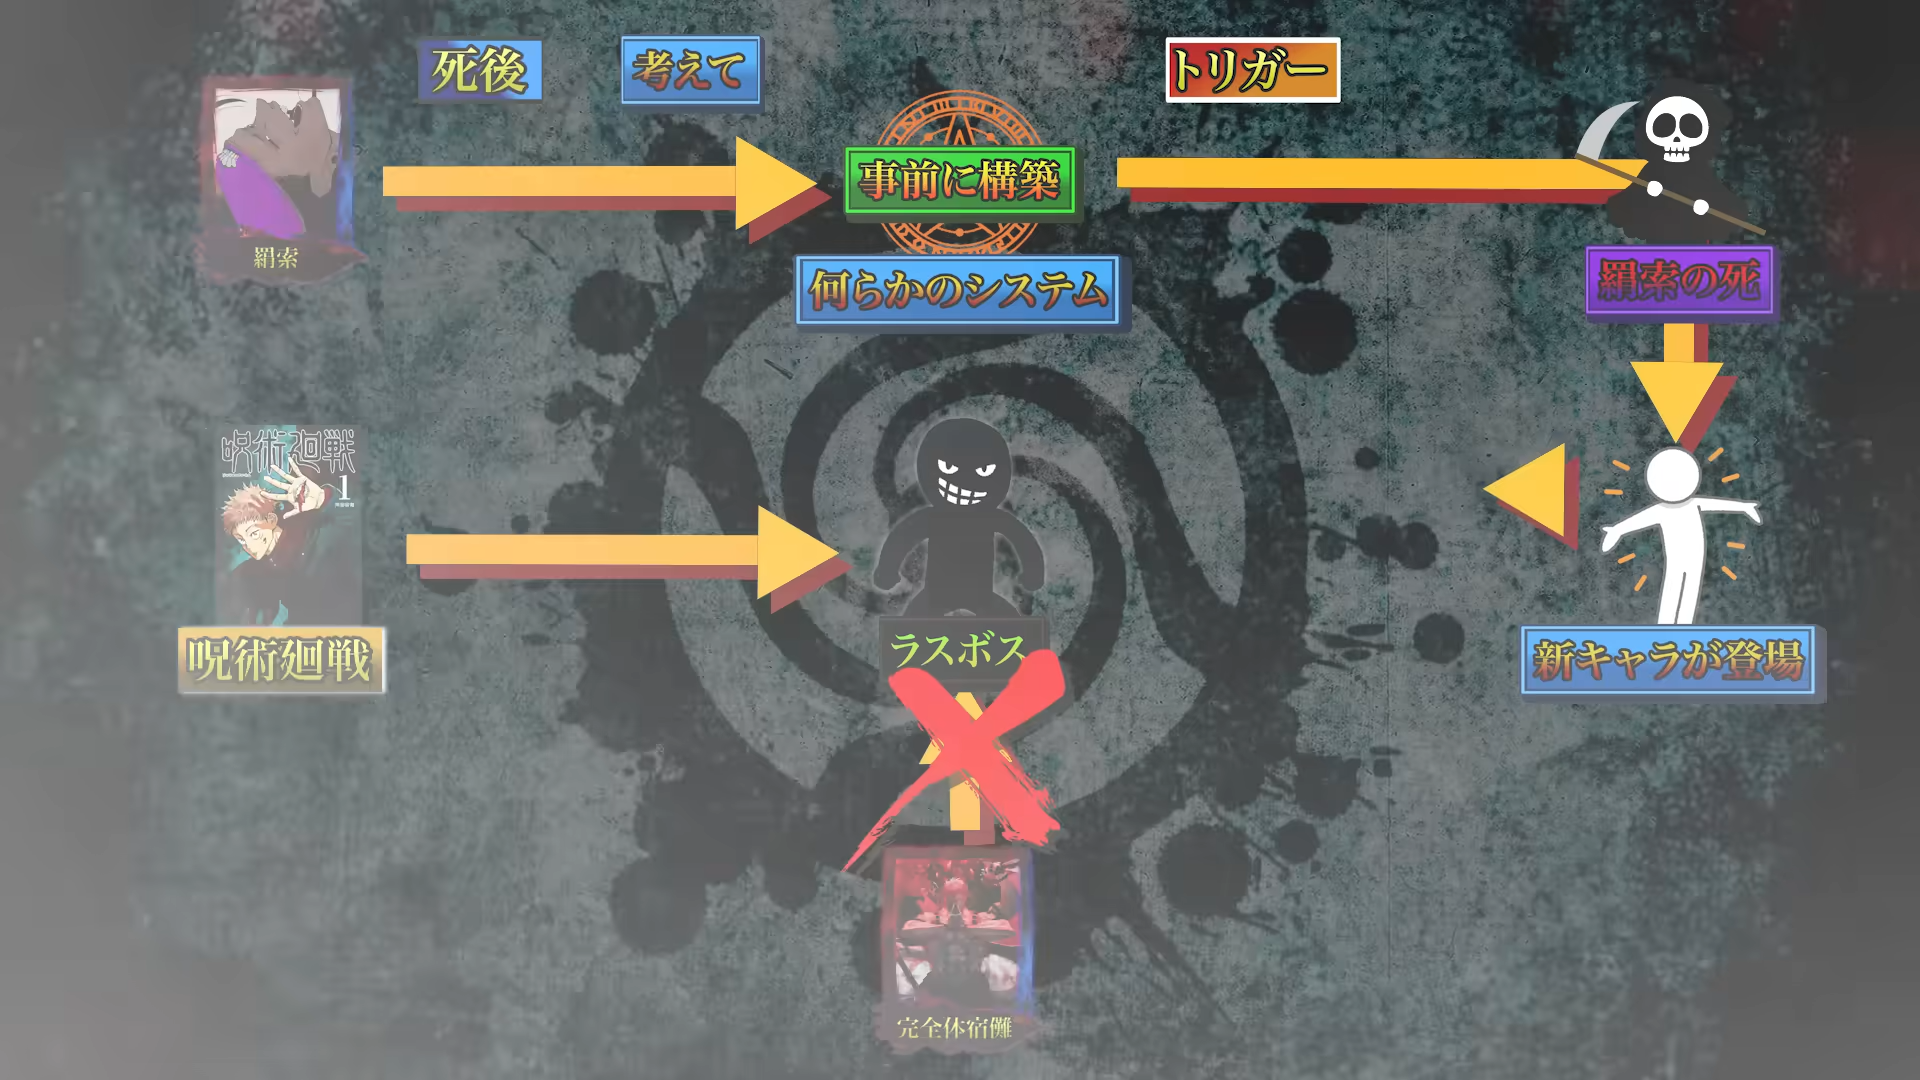 死後
考えて
トリガー
事前に構築
何らかのシステム
羂索
羂索の死
呪術廻戦
1
呪術廻戦
ラスボス
新キャラが登場
完全体宿儺